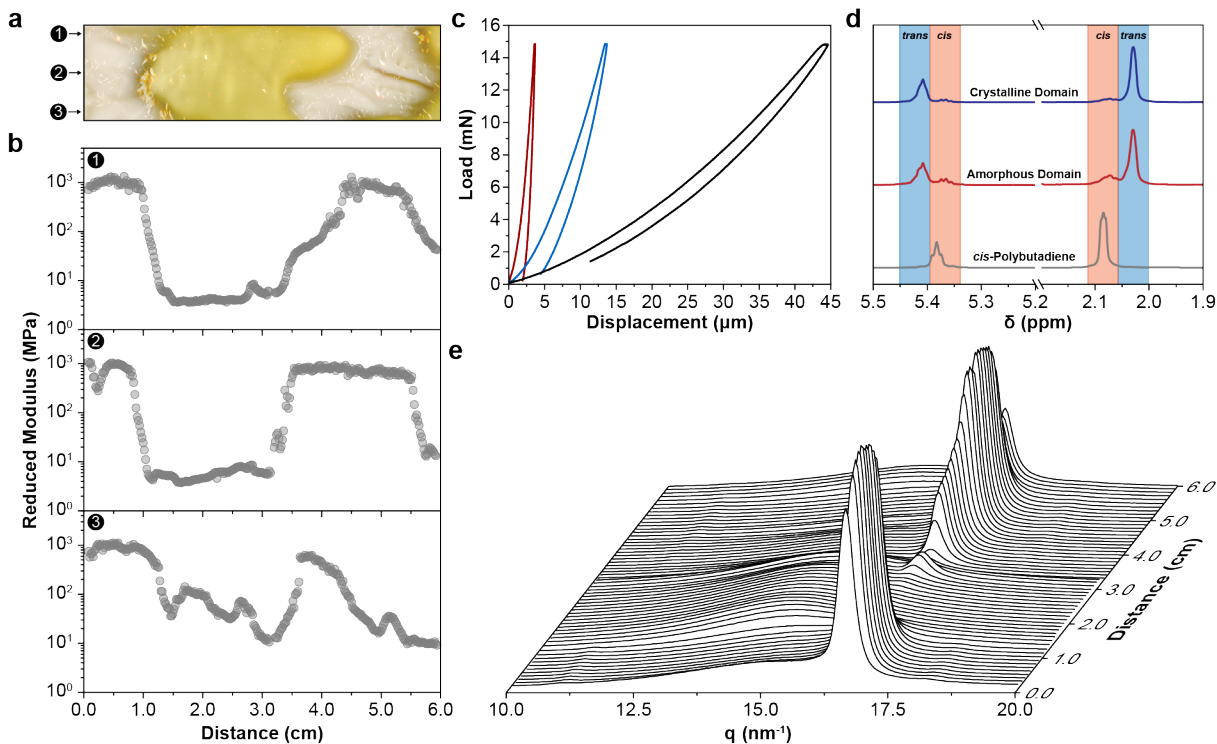 a
❶
❷
❸
b
Reduced Modulus (MPa)
❶
10³
10²
10¹
10⁰
❷
10³
10²
10¹
10⁰
❸
10³
10²
10¹
10⁰
0.0 1.0 2.0 3.0 4.0 5.0 6.0
Distance (cm)
c
Load (mN)
16
14
12
10
8
6
4
2
0
0 5 10 15 20 25 30 35 40 45
Displacement (µm)
d
trans cis cis trans
Crystalline Domain
Amorphous Domain
cis-Polybutadiene
5.5 5.4 5.3 5.2 2.2 2.1 2.0 1.9
δ (ppm)
e
6.0
5.0
4.0
3.0
2.0
1.0
0.0
Distance (cm)
10.0 12.5 15.0 17.5 20.0
q (nm⁻¹)